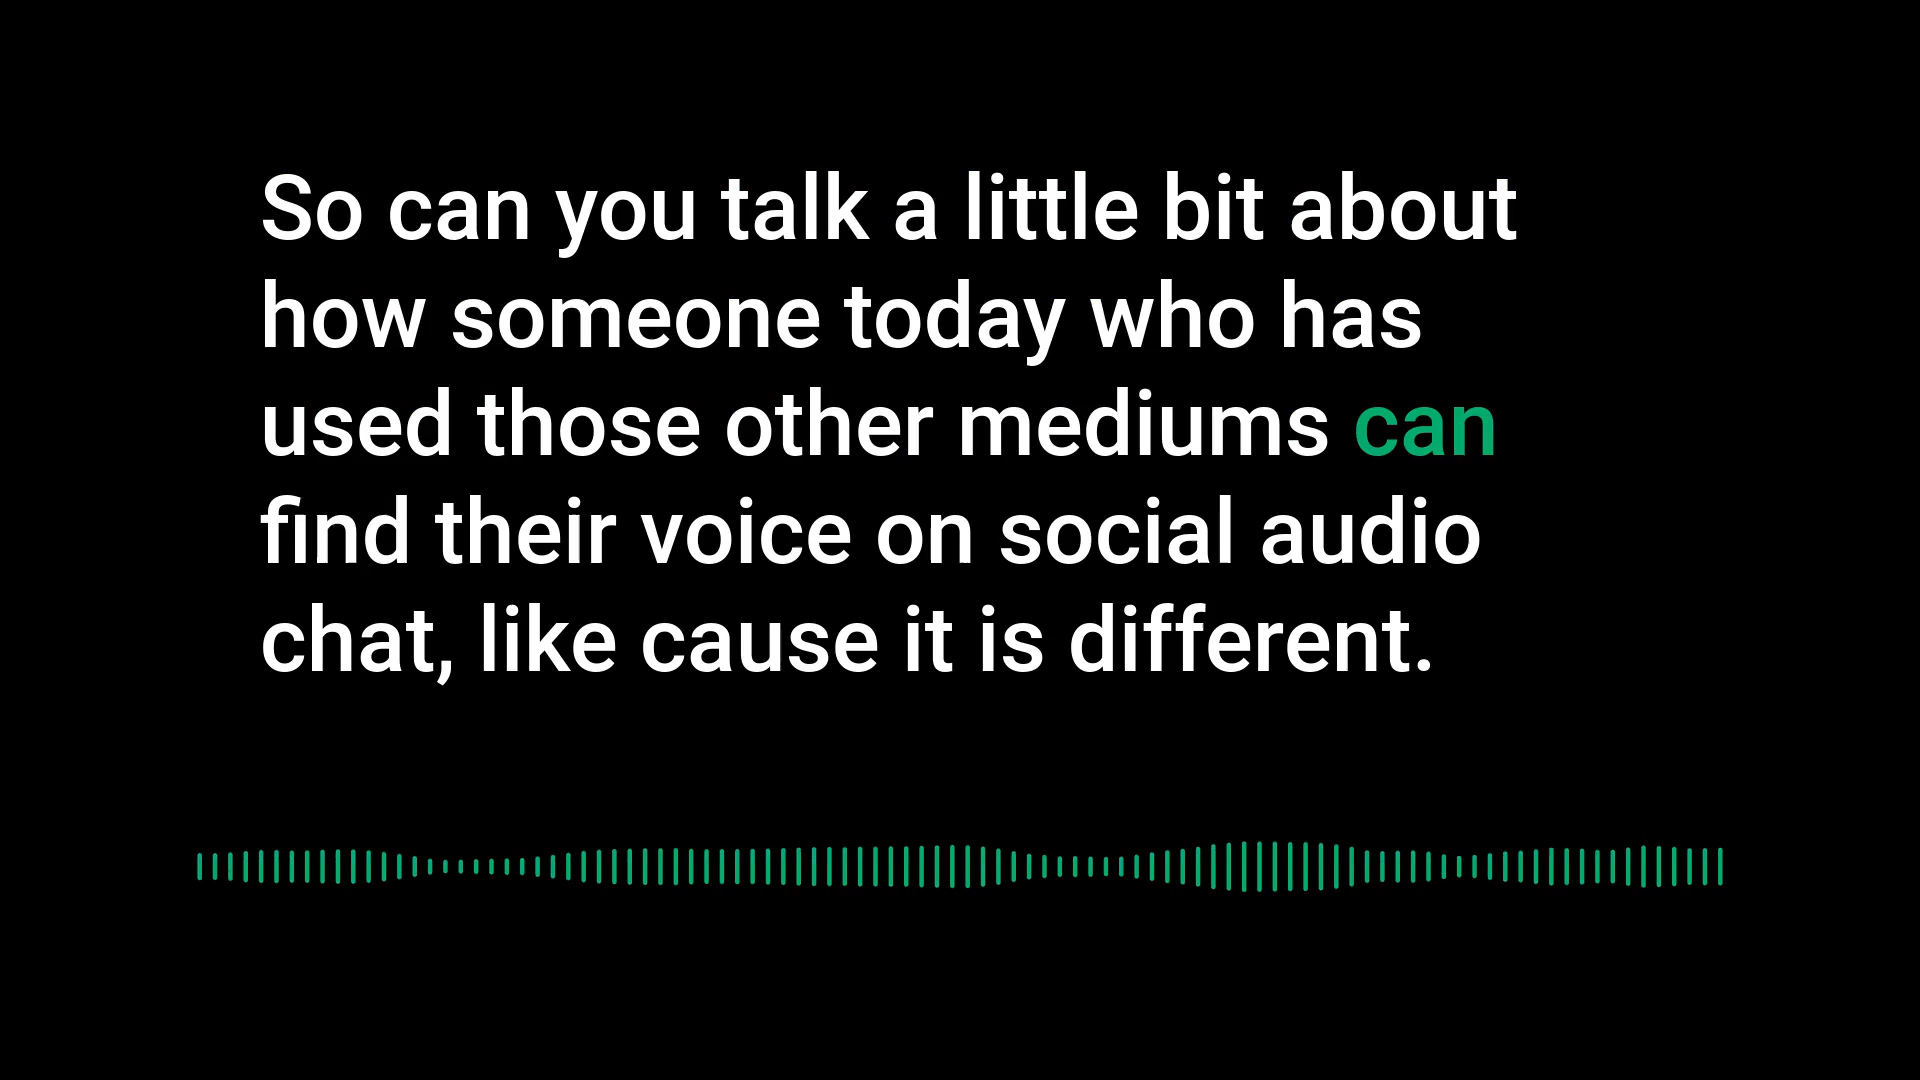 So can you talk a little bit about
how someone today who has
used those other mediums can
find their voice on social audio
chat, like cause it is different.